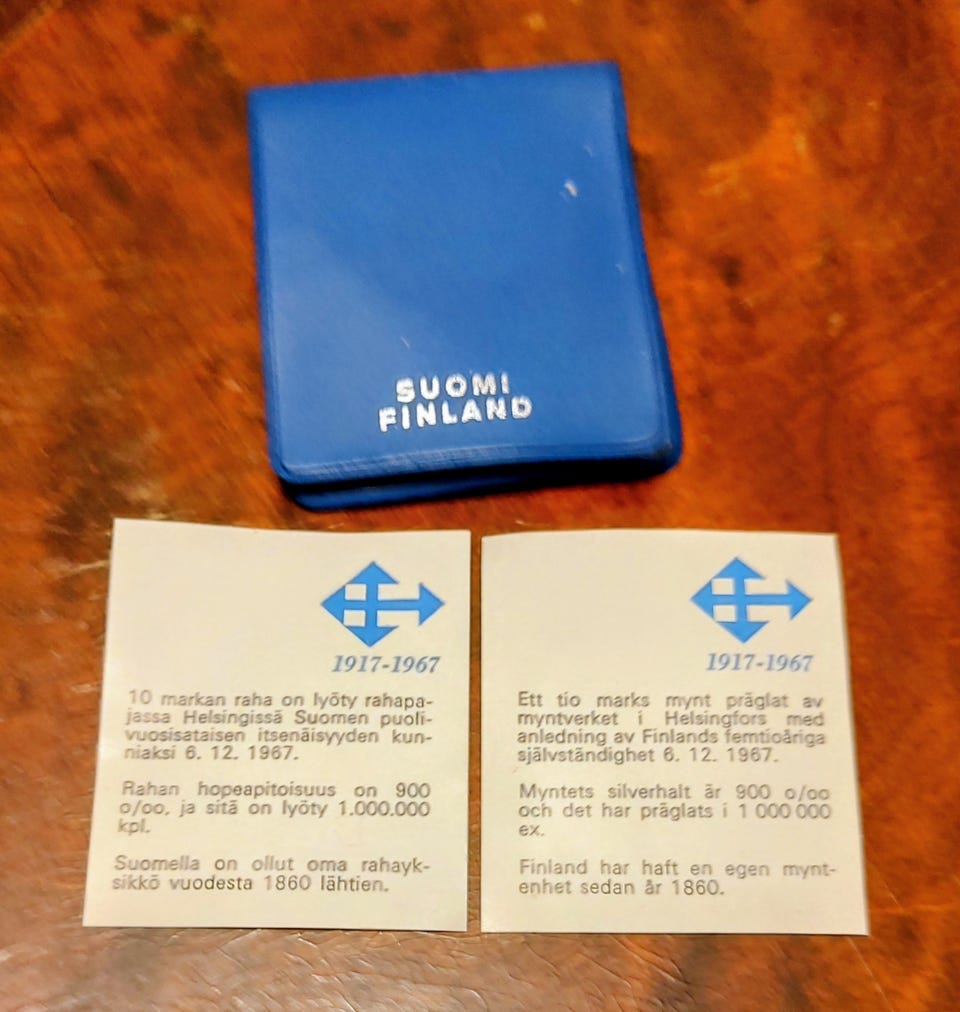 SUOMI
FINLAND
1917-1967
10 markan raha on lyöty rahapa-
jassa Helsingissä Suomen puoli-
vuosisataisen itsenäisyyden kun-
niaksi 6. 12. 1967.
Rahan hopeapitoisuus on 900
o/oo, ja sitä on lyöty 1.000.000
kpl.
Suomella on ollut oma rahayk-
sikkö vuodesta 1860 lähtien.
1917-1967
Ett tio marks mynt präglat av
myntverket i Helsingfors med
anledning av Finlands femtioåriga
självständighet 6. 12. 1967.
Myntets silverhalt är 900 o/oo
och det har präglats i 1 000 000
ex.
Finland har haft en egen mynt-
enhet sedan år 1860.